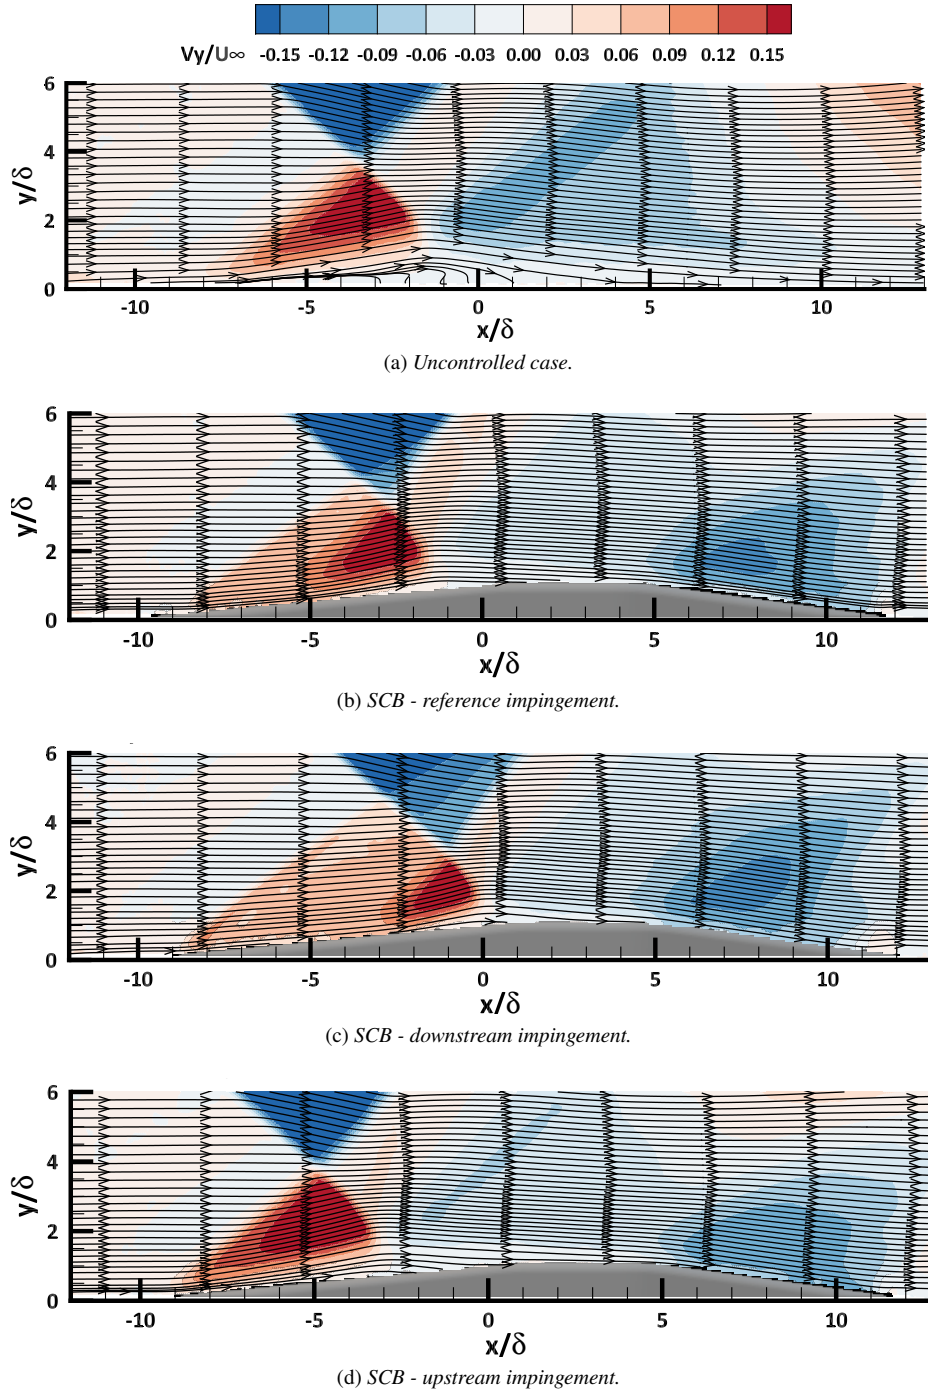 Vy/U∞ -0.15 -0.12 -0.09 -0.06 -0.03 0.00 0.03 0.06 0.09 0.12 0.15
6
4
y/δ
2
0
-10 -5 0 5 10
x/δ
(a) Uncontrolled case.
6
4
y/δ
2
0
-10 -5 0 5 10
x/δ
(b) SCB - reference impingement.
6
4
y/δ
2
0
-10 -5 0 5 10
x/δ
(c) SCB - downstream impingement.
6
4
y/δ
2
0
-10 -5 0 5 10
x/δ
(d) SCB - upstream impingement.